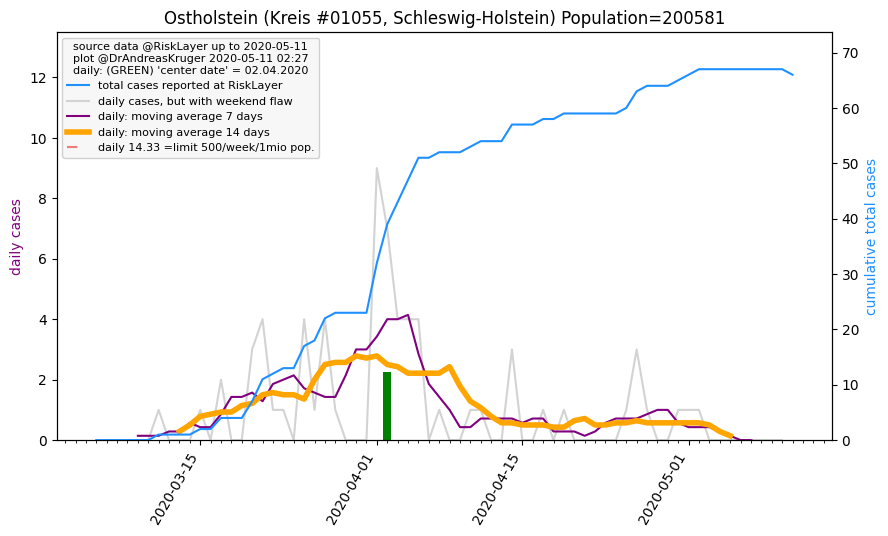 Ostholstein (Kreis #01055, Schleswig-Holstein) Population=200581
source data @RiskLayer up to 2020-05-11
plot @DrAndreasKruger 2020-05-11 02:27
daily: (GREEN) 'center date' = 02.04.2020
total cases reported at RiskLayer
daily cases, but with weekend flaw
daily: moving average 7 days
daily: moving average 14 days
daily 14.33 =limit 500/week/1mio pop.
daily cases
12
10
8
6
4
2
0
cumulative total cases
70
60
50
40
30
20
10
0
2020-03-15
2020-04-01
2020-04-15
2020-05-01